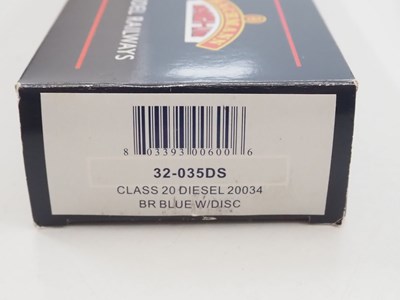 RAILWAYS
8 03393 00600 6
32-035DS
CLASS 20 DIESEL 20034
BR BLUE W/DISC